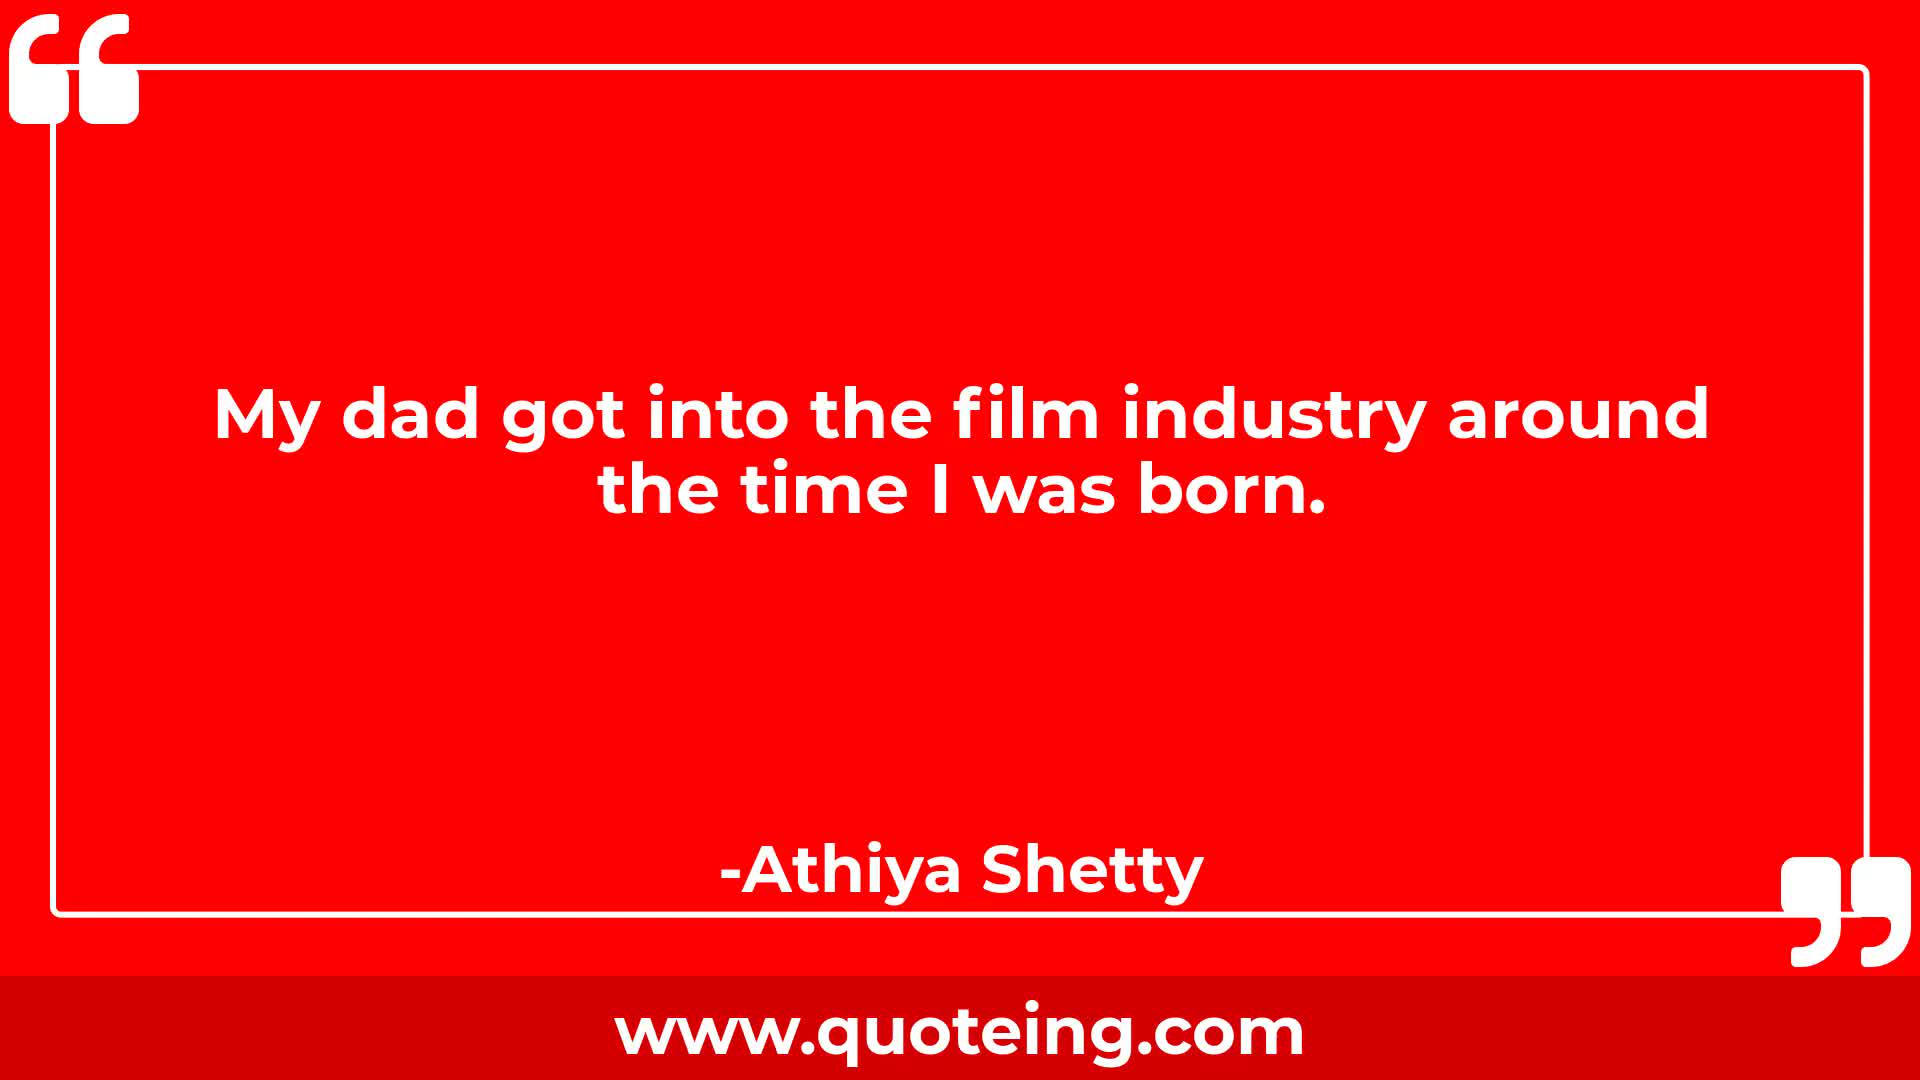 My dad got into the film industry around
the time I was born.
-Athiya Shetty
www.quoteing.com